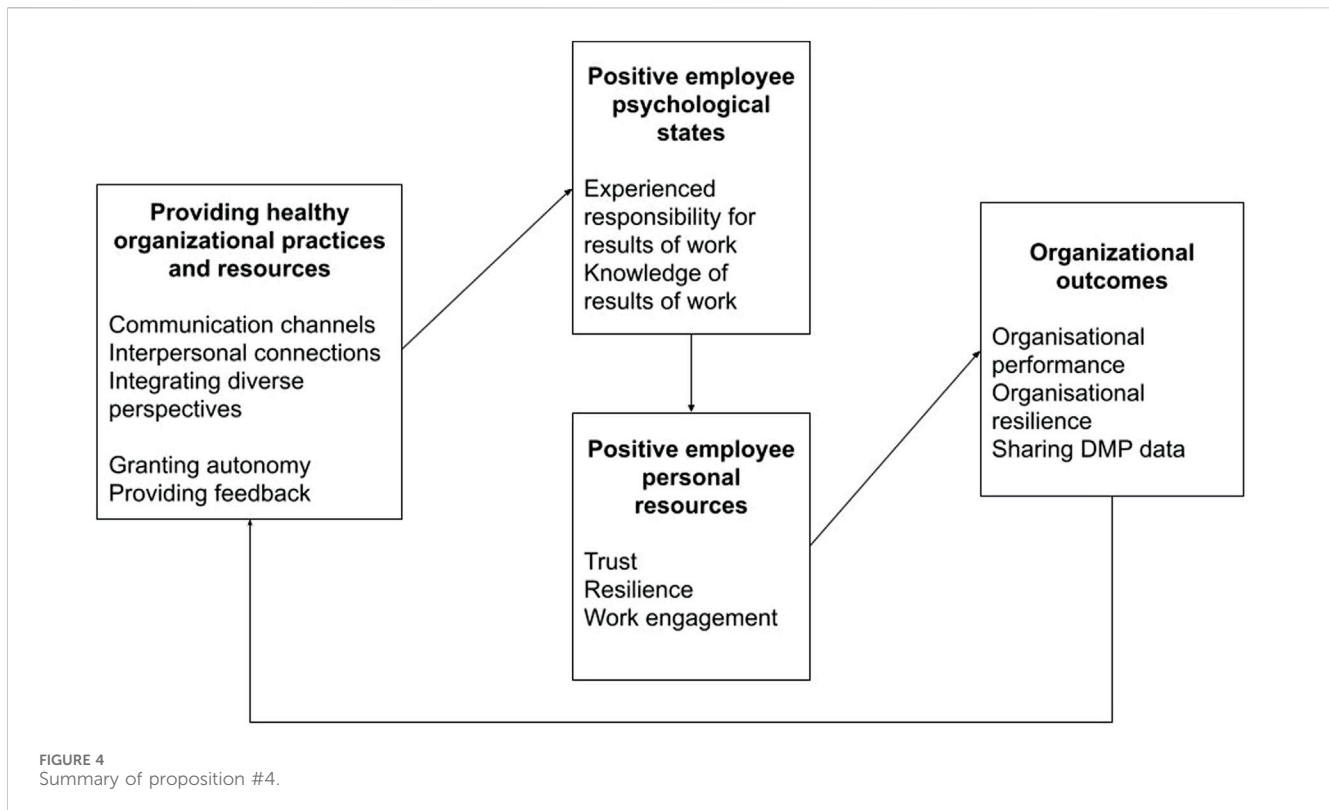 Providing healthy
organizational practices
and resources
Communication channels
Interpersonal connections
Integrating diverse
perspectives
Granting autonomy
Providing feedback
Positive employee
psychological
states
Experienced
responsibility for
results of work
Knowledge of
results of work
Positive employee
personal
resources
Trust
Resilience
Work engagement
Organizational
outcomes
Organisational
performance
Organisational
resilience
Sharing DMP data
FIGURE 4
Summary of proposition #4.